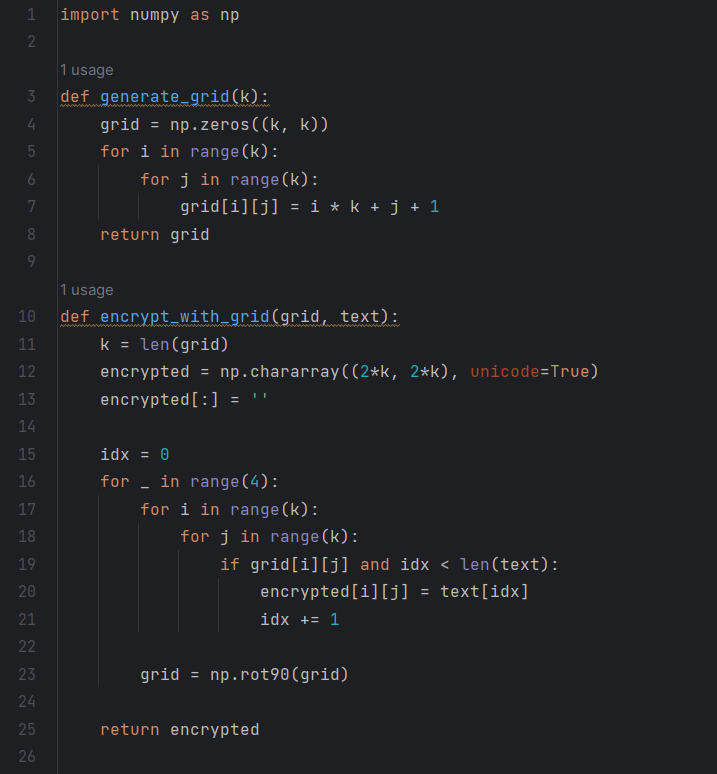 1 import numpy as np
2
1 usage
3 def generate_grid(k):
4     grid = np.zeros((k, k))
5     for i in range(k):
6         for j in range(k):
7             grid[i][j] = i * k + j + 1
8     return grid
9
1 usage
10 def encrypt_with_grid(grid, text):
11     k = len(grid)
12     encrypted = np.chararray((2*k, 2*k), unicode=True)
13     encrypted[:] = ''
14
15     idx = 0
16     for _ in range(4):
17         for i in range(k):
18             for j in range(k):
19                 if grid[i][j] and idx < len(text):
20                     encrypted[i][j] = text[idx]
21                     idx += 1
22
23         grid = np.rot90(grid)
24
25     return encrypted
26